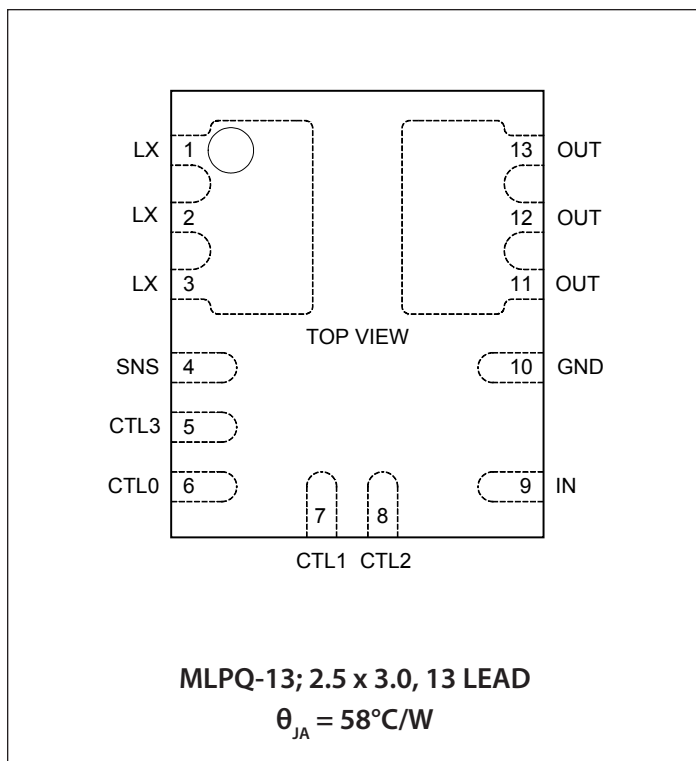 LX 1 13 OUT
LX 2 12 OUT
LX 3 11 OUT
TOP VIEW
SNS 4 10 GND
CTL3 5
CTL0 6 7 8 9 IN
CTL1 CTL2
MLPQ-13; 2.5 x 3.0, 13 LEAD
θJA = 58°C/W